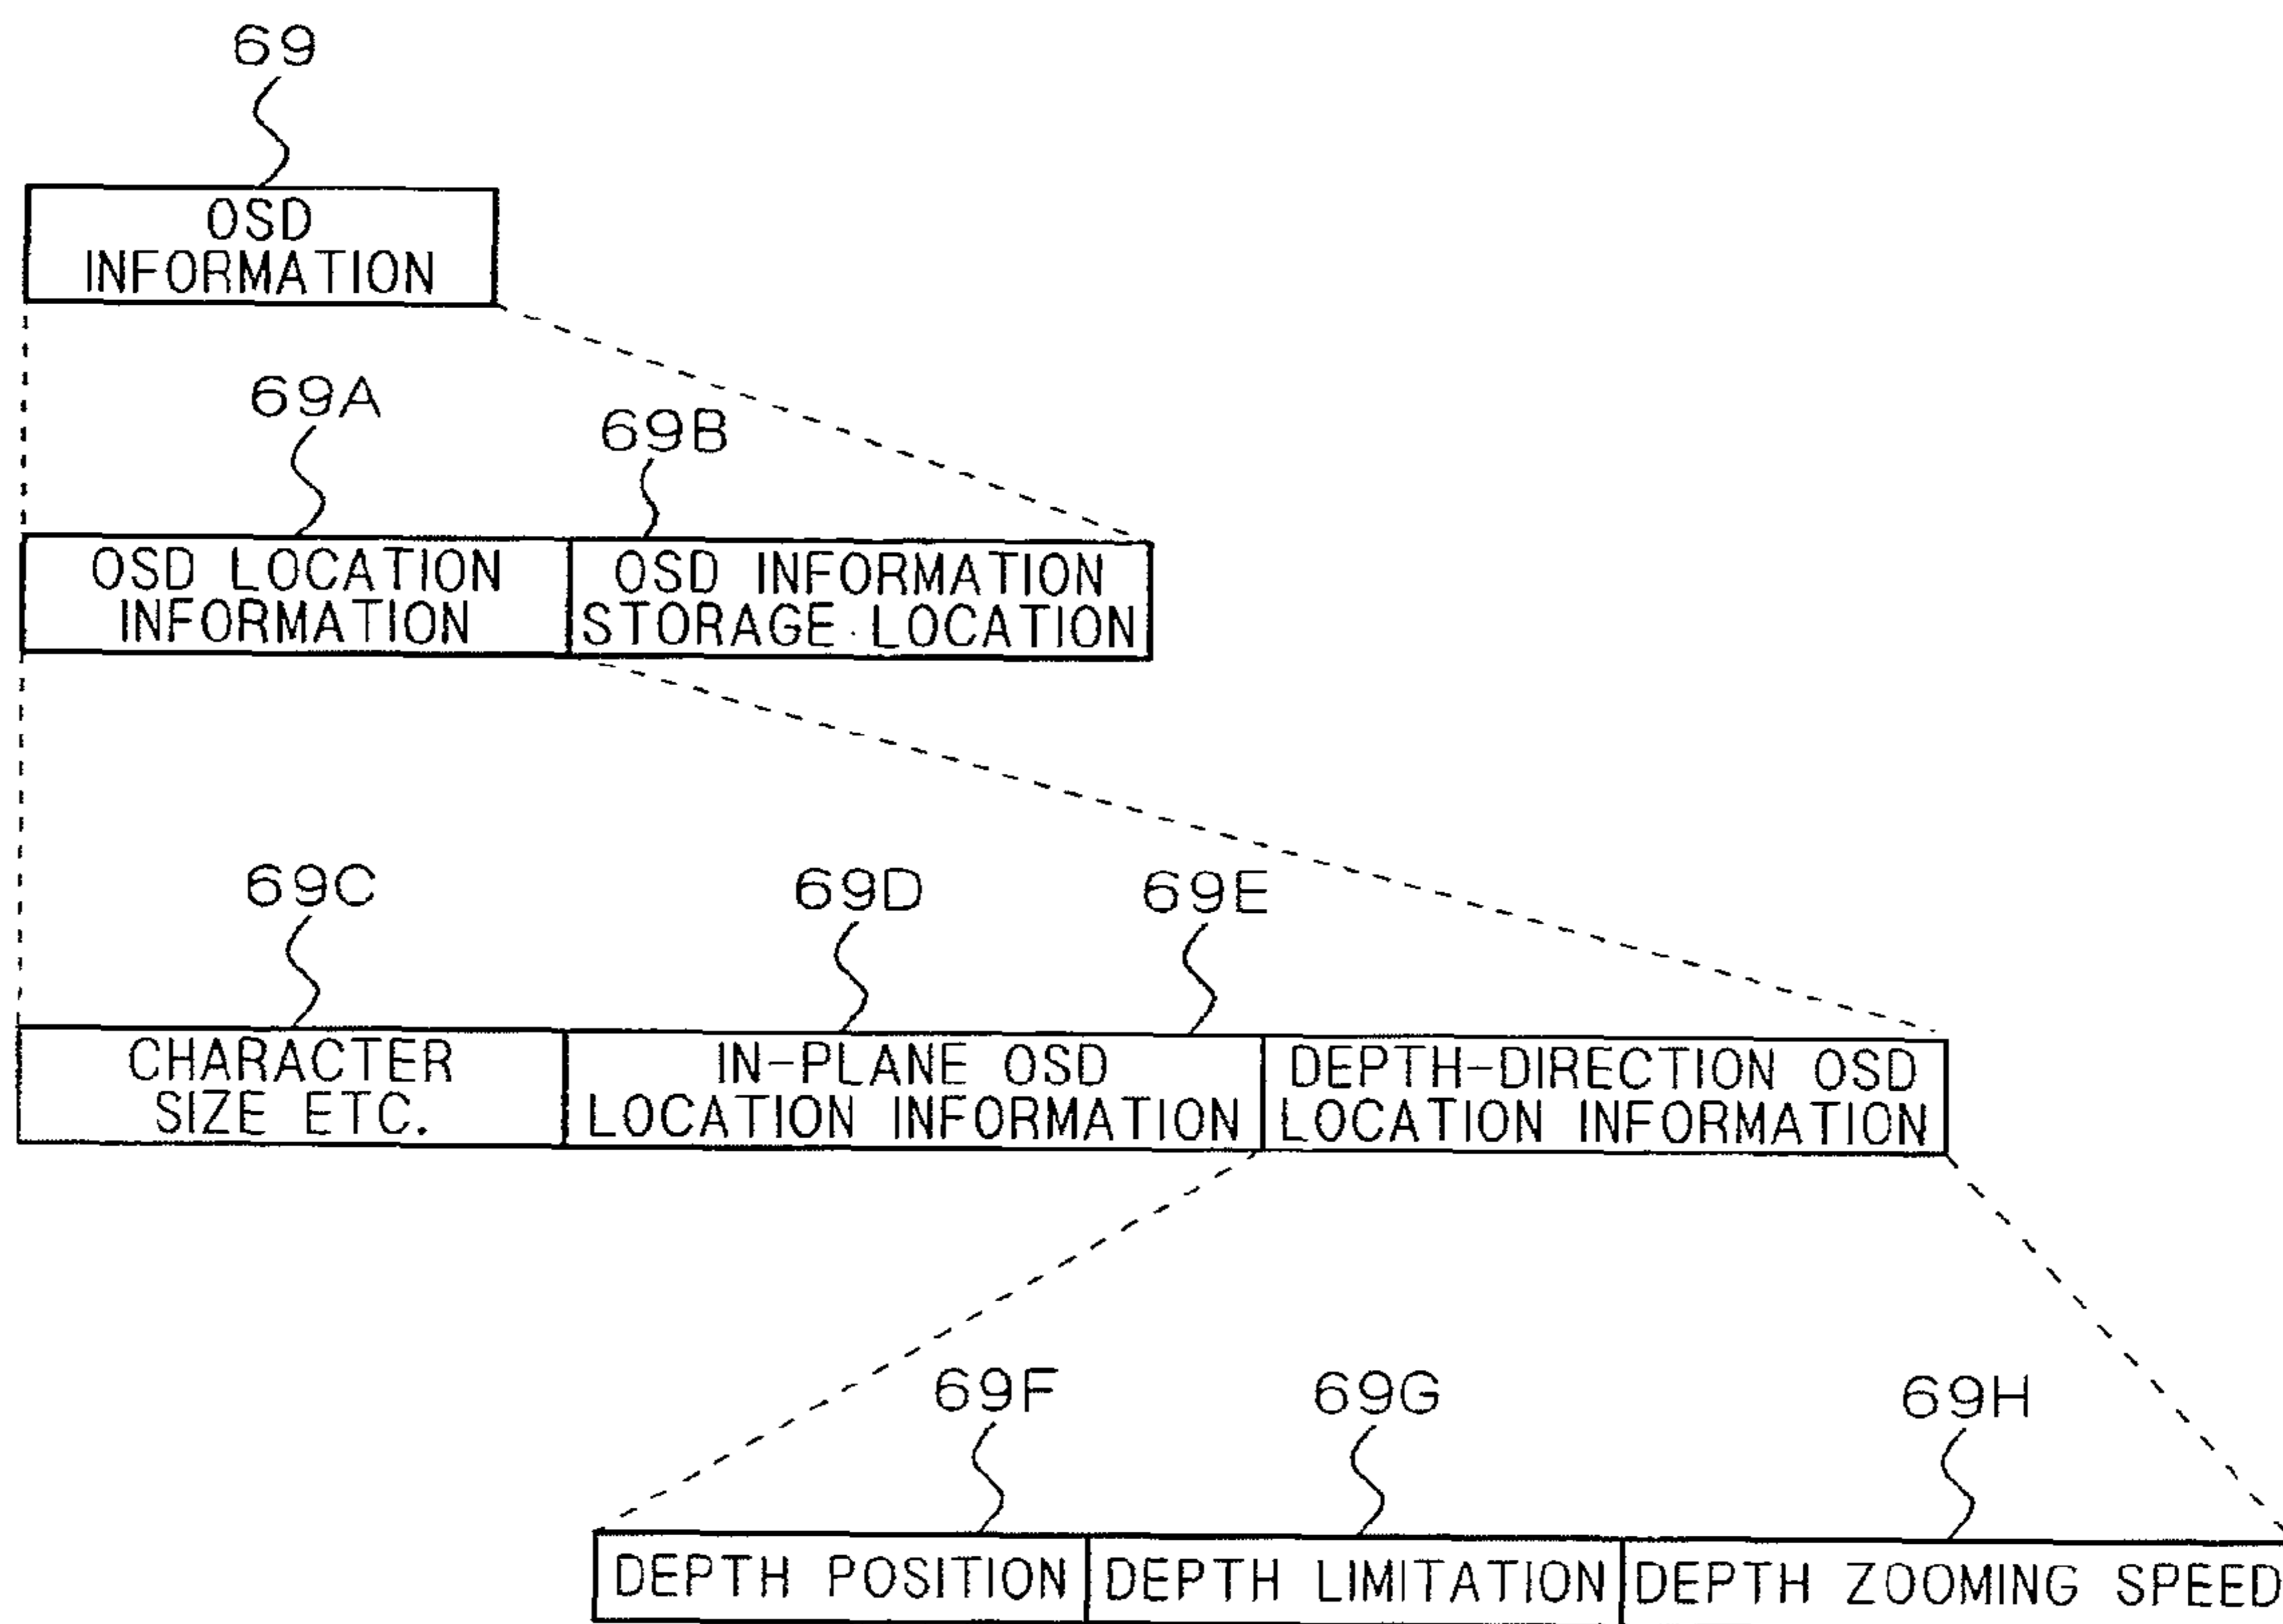 69
OSD
INFORMATION
69A
69B
OSD LOCATION
INFORMATION
OSD INFORMATION
STORAGE LOCATION
69C
69D
69E
CHARACTER
SIZE ETC.
IN-PLANE OSD
LOCATION INFORMATION
DEPTH-DIRECTION OSD
LOCATION INFORMATION
69F
69G
69H
DEPTH POSITION
DEPTH LIMITATION
DEPTH ZOOMING SPEED